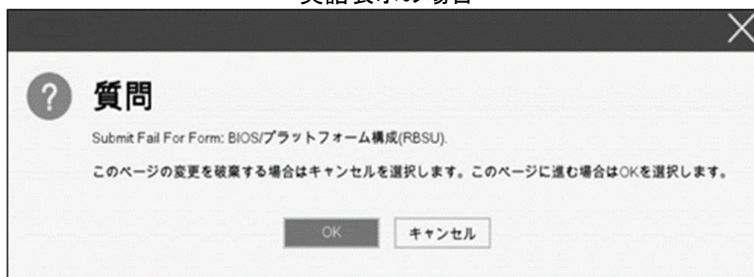 英語表示の場合
質問
Submit Fail For Form: BIOS/プラットフォーム構成(RBSU).
このページの変更を破棄する場合はキャンセルを選択します。このページに進む場合はOKを選択します。
OK キャンセル